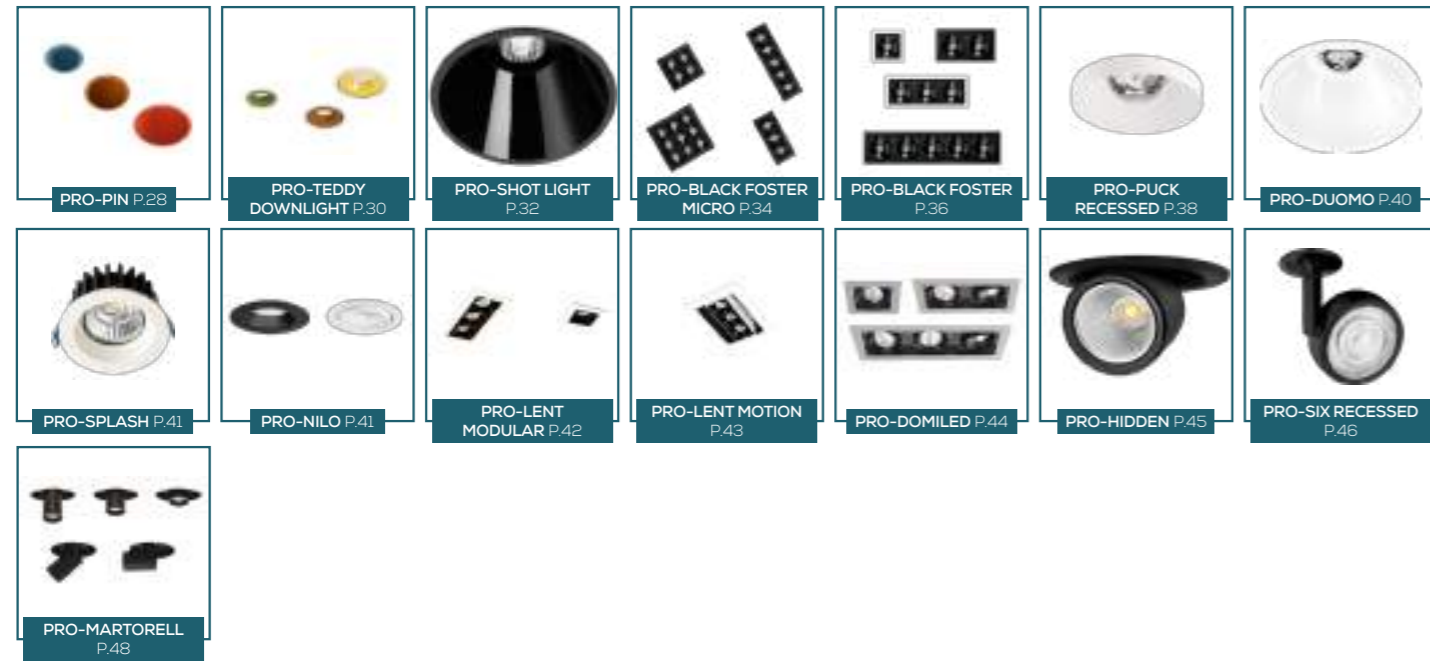 PRO-PIN P.28
PRO-TEDDY
DOWNLIGHT P.30
PRO-SHOT LIGHT
P.32
PRO-BLACK FOSTER
MICRO P.34
PRO-BLACK FOSTER
P.36
PRO-PUCK
RECESSED P.38
PRO-DUOMO P.40
PRO-SPLASH P.41
PRO-NILO P.41
PRO-LENT
MODULAR P.42
PRO-LENT MOTION
P.43
PRO-DOMILED P.44
PRO-HIDDEN P.45
PRO-SIX RECESSED
P.46
PRO-MARTORELL
P.48